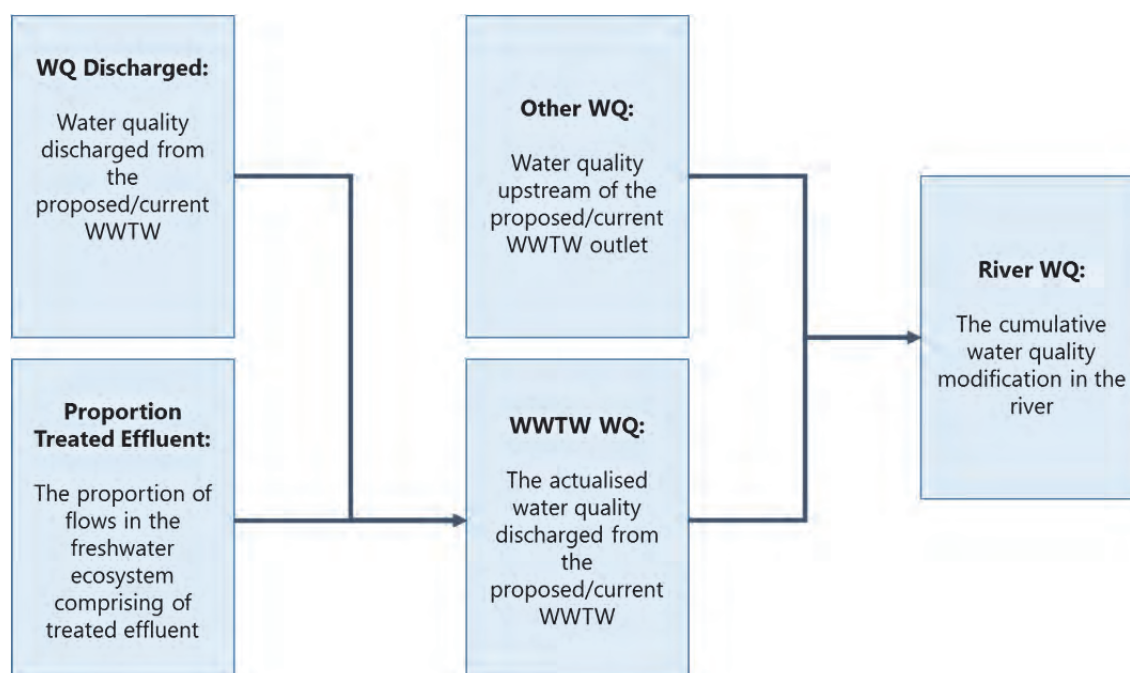 WQ Discharged:
Water quality
discharged from
the
proposed/current
WWTW
Proportion
Treated Effluent:
The proportion of
flows in the
freshwater
ecosystem
comprising of
treated effluent
Other WQ:
Water quality
upstream of the
proposed/current
WWTW outlet
WWTW WQ:
The actualised
water quality
discharged from
the
proposed/current
WWTW
River WQ:
The cumulative
water quality
modification in the
river